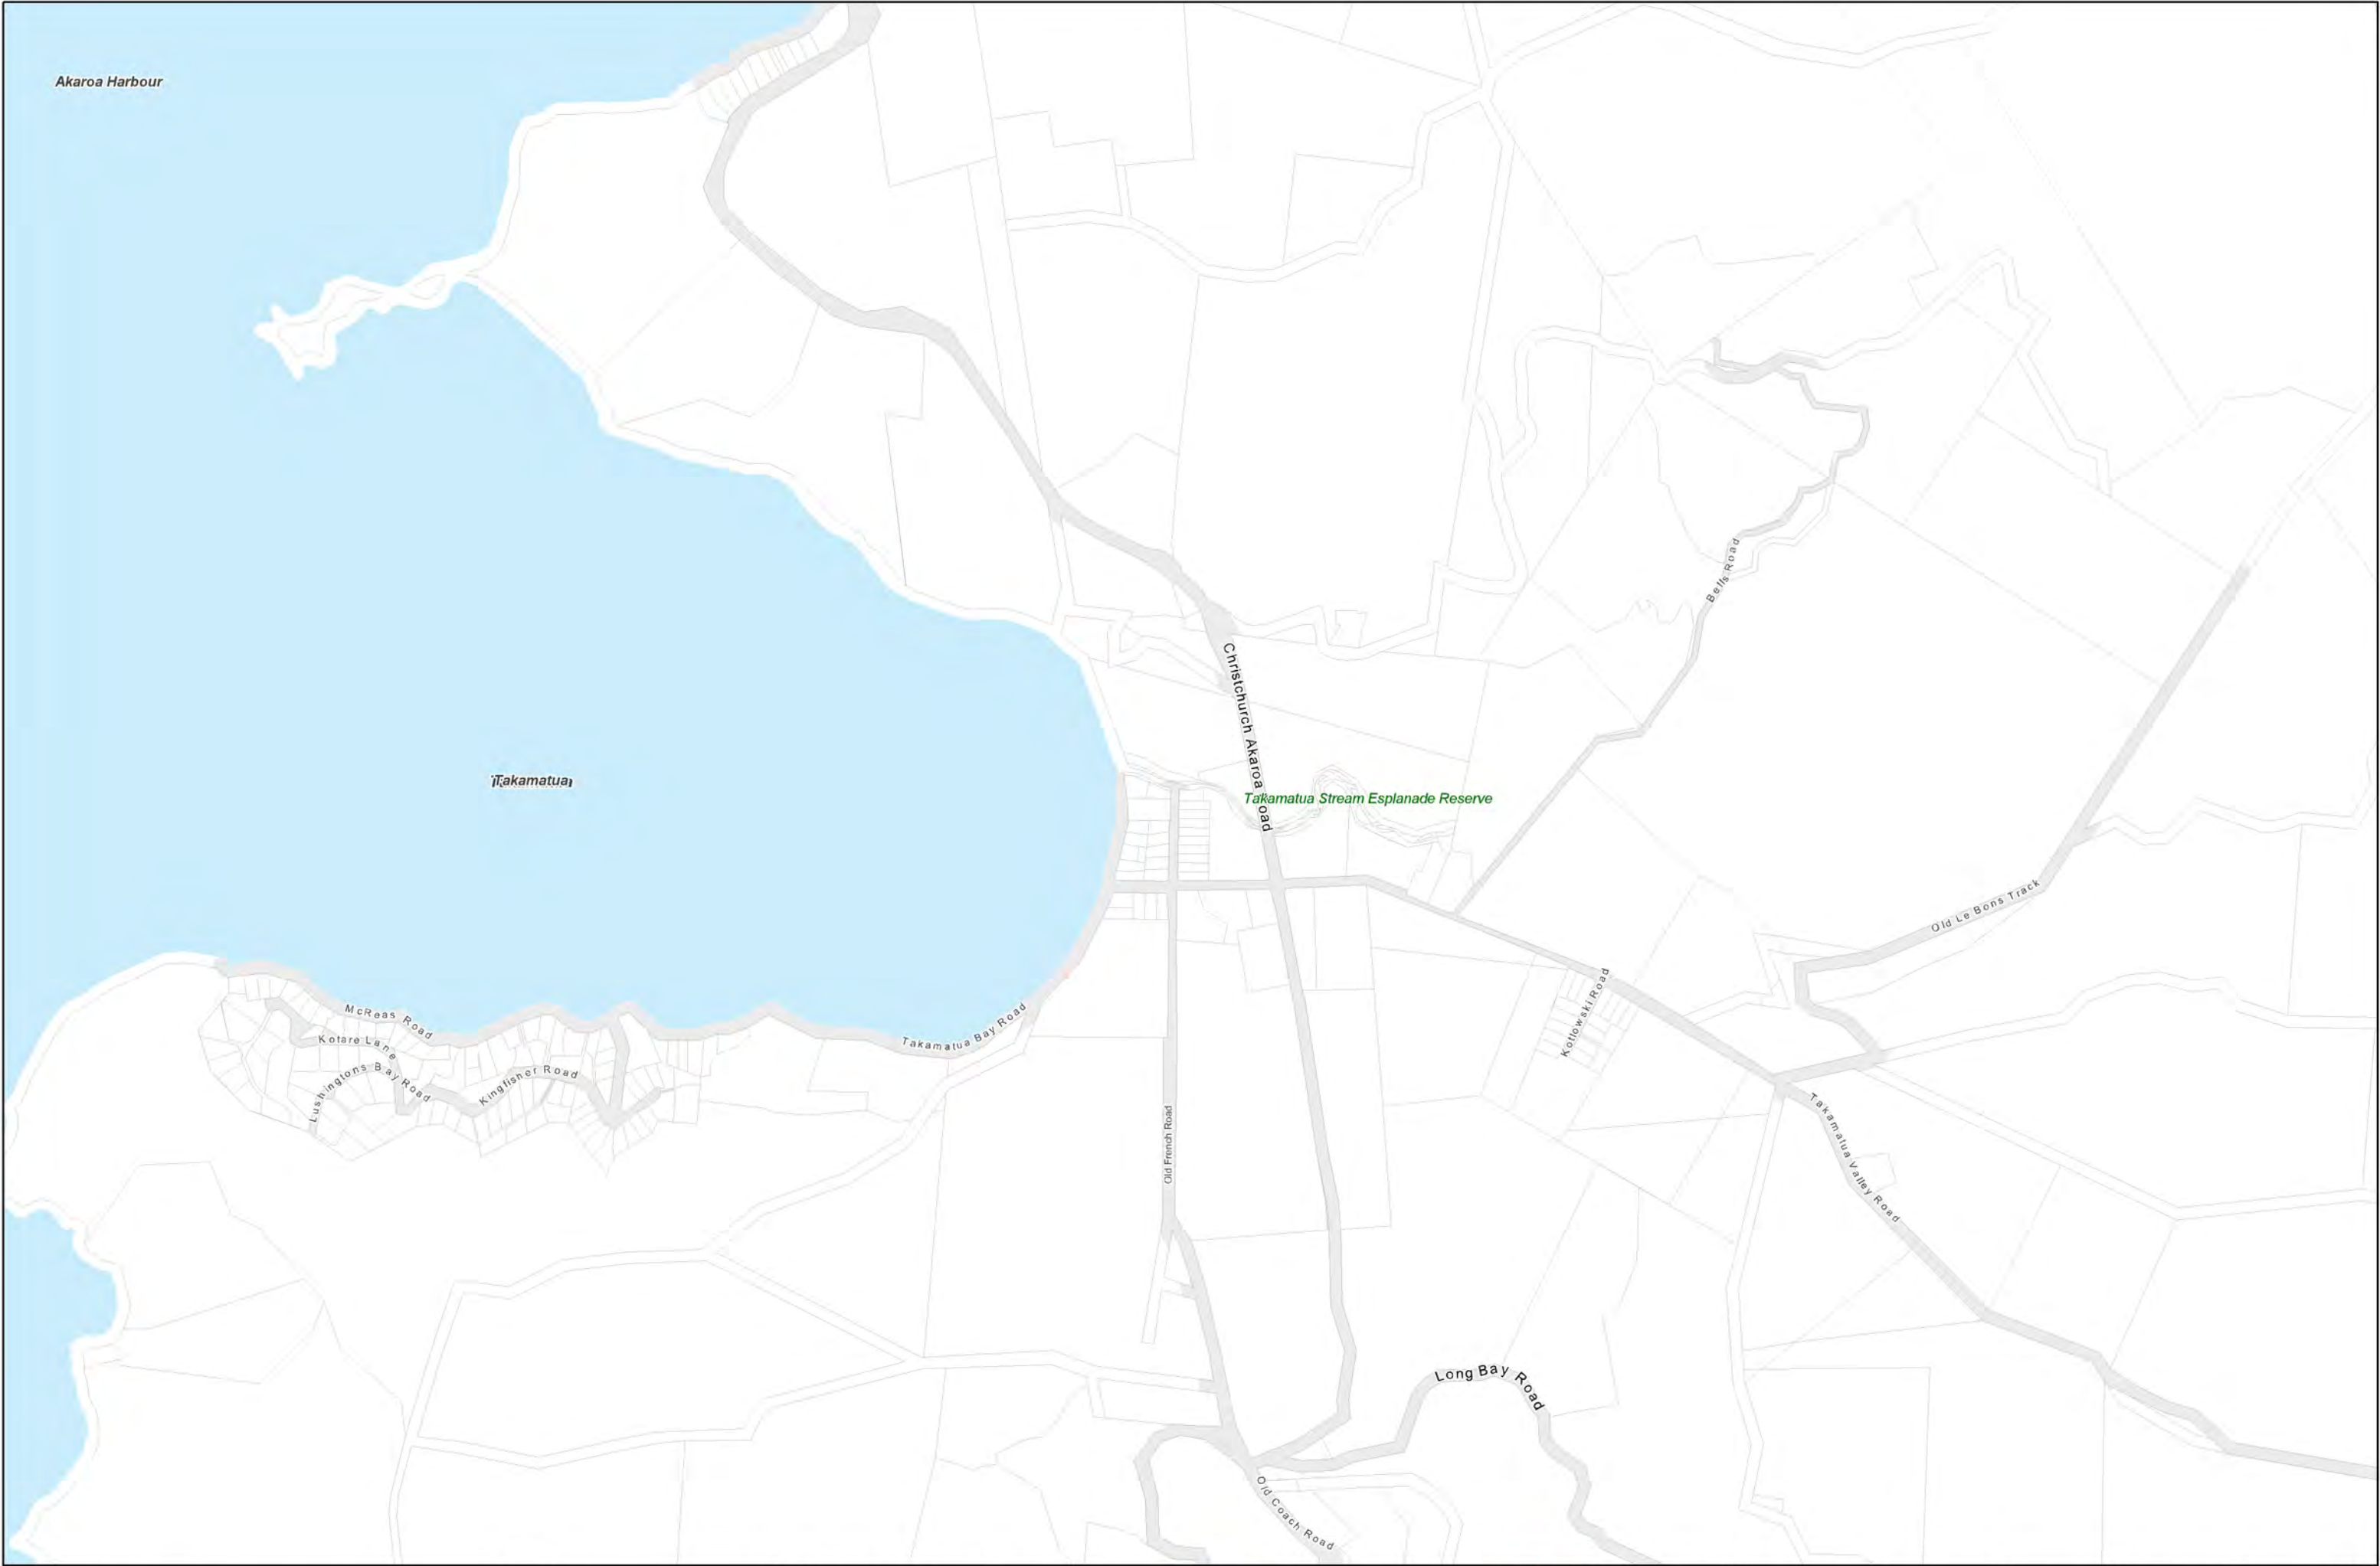 Akaroa Harbour
Bells Road
Christchurch Akaroa Road
Takamatua
Takamatua Stream Esplanade Reserve
Old Le Bons Track
Kotlowski Road
McReas Road
Takamatua Bay Road
Kotare Lane
Lushingtons Bay Road
Kingfisher Road
Old French Road
Takamatua Valley Road
Long Bay Road
Old Coach Road